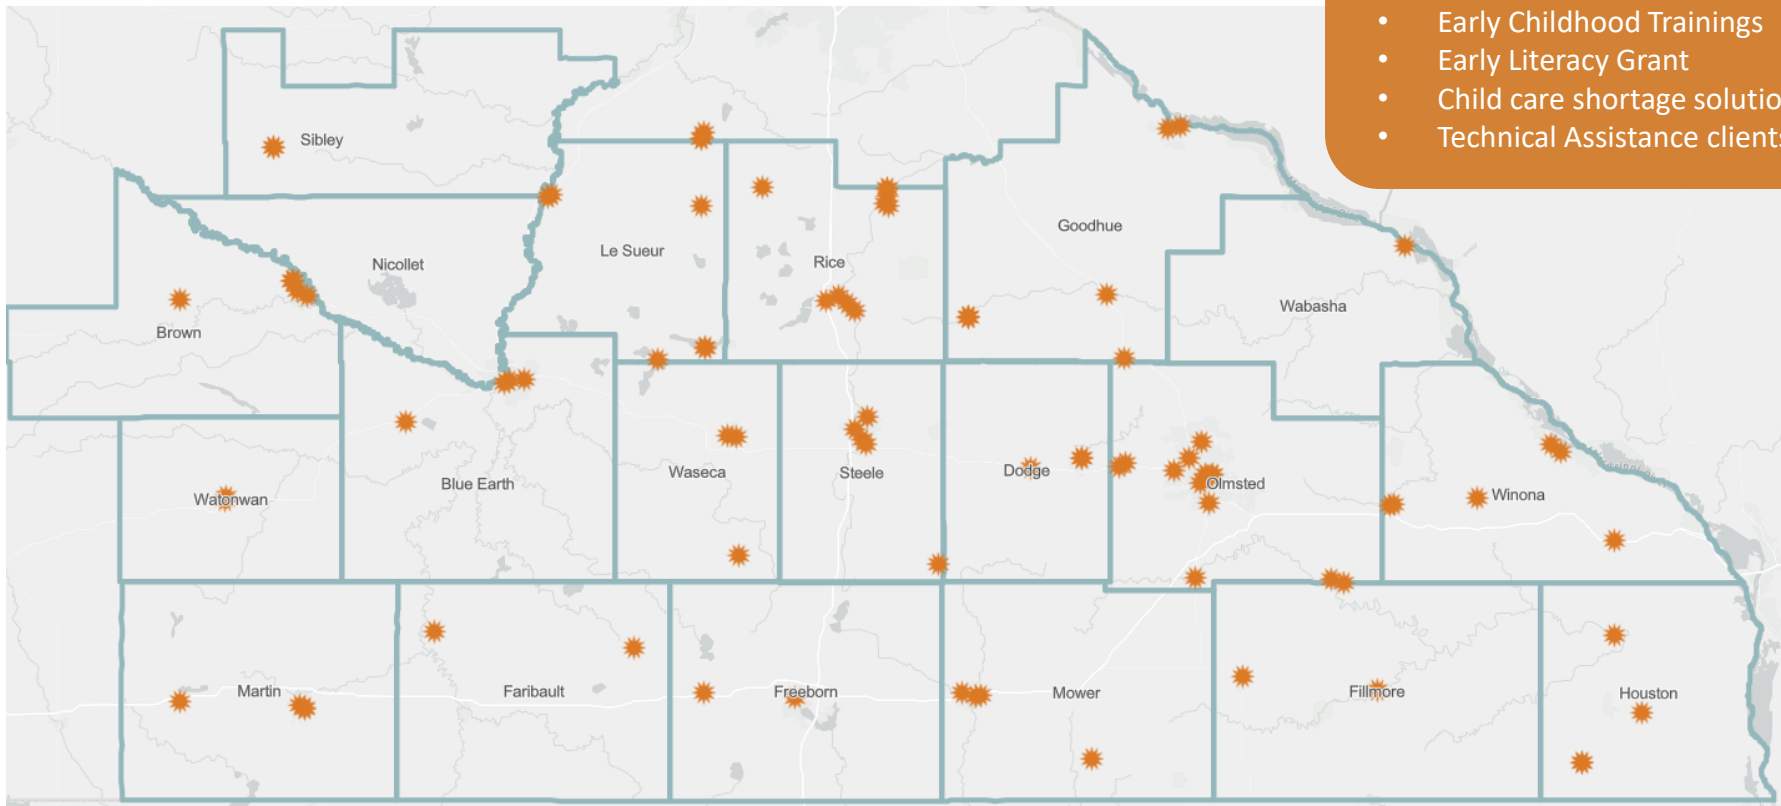 • Early Childhood Trainings
• Early Literacy Grant
• Child care shortage solutio
• Technical Assistance clients
Sibley
Goodhue
Le Sueur
Rice
Nicollet
Wabasha
Brown
Waseca
Steele
Dodge
Blue Earth
Olmsted
Winona
Watonwan
Martin
Faribault
Freeborn
Mower
Fillmore
Houston